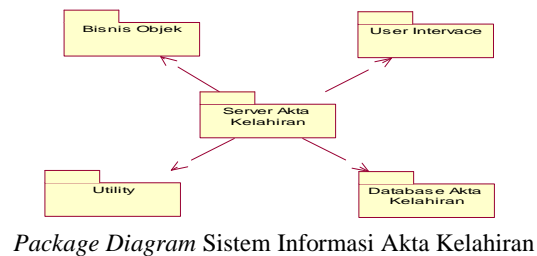 Bisnis Objek
User Intervace
Server Akta
Kelahiran
Utility
Database Akta
Kelahiran
Package Diagram Sistem Informasi Akta Kelahiran